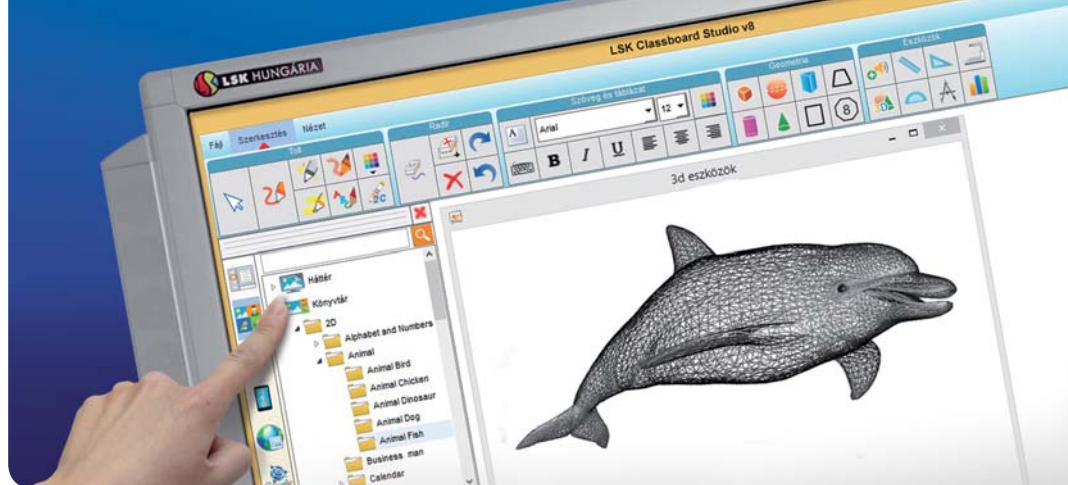 LSK HUNGÁRIA
LSK Classboard Studio v8
Fájl Szerkesztés Nézet
Toll
Radír
Szöveg és táblázat
Geometria
Eszközök
A
Arial
12
8
B I U
2C
3d eszközök
Háttér
Könyvtár
2D
Alphabet and Numbers
Animal
Animal Bird
Animal Chicken
Animal Dinosaur
Animal Dog
Animal Fish
Business man
Calendar